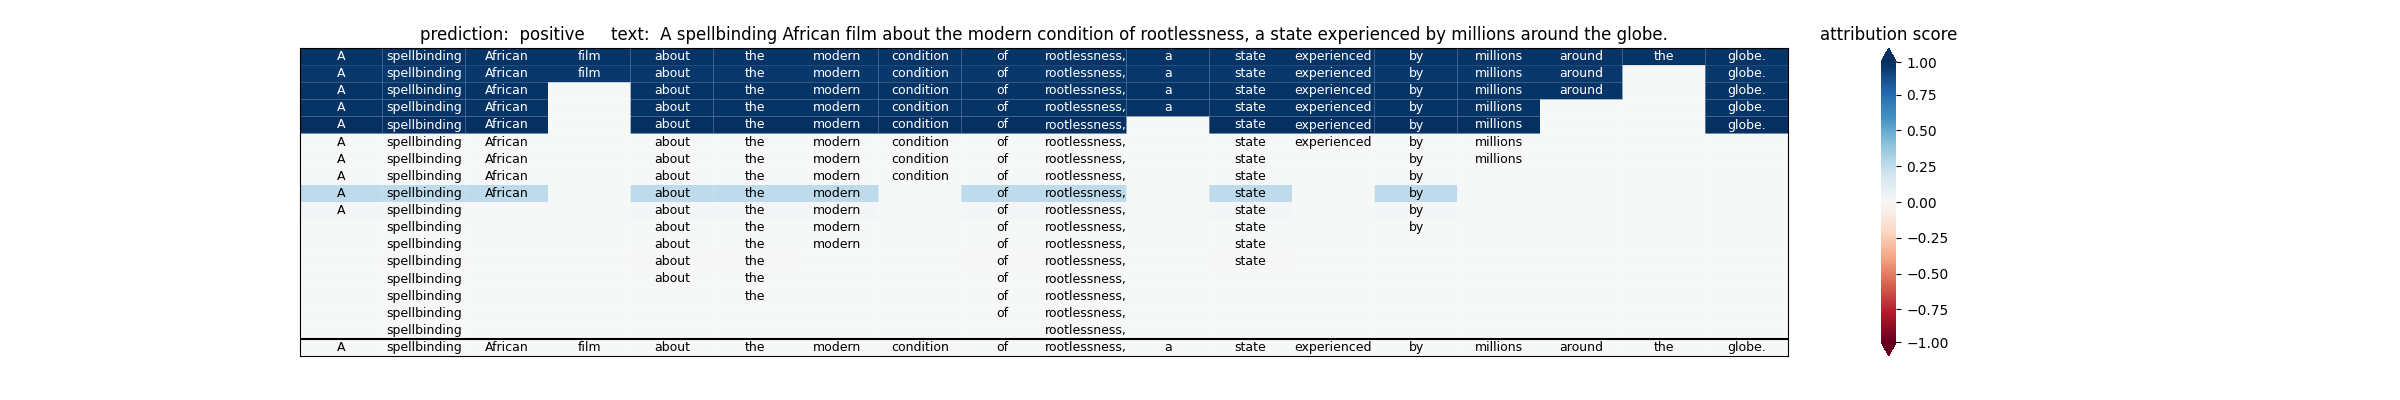 prediction: positive text: A spellbinding African film about the modern condition of rootlessness, a state experienced by millions around the globe.
attribution score
A spellbinding African film about the modern condition of rootlessness, a state experienced by millions around the globe.
A spellbinding African film about the modern condition of rootlessness, a state experienced by millions around globe.
A spellbinding African about the modern condition of rootlessness, a state experienced by millions around globe.
A spellbinding African about the modern condition of rootlessness, a state experienced by millions globe.
A spellbinding African about the modern condition of rootlessness, state experienced by millions globe.
A spellbinding African about the modern condition of rootlessness, state experienced by millions
A spellbinding African about the modern condition of rootlessness, state by millions
A spellbinding African about the modern condition of rootlessness, state by
A spellbinding African about the modern of rootlessness, state by
A spellbinding about the modern of rootlessness, state by
spellbinding about the modern of rootlessness, state by
spellbinding about the modern of rootlessness, state
spellbinding about the of rootlessness, state
spellbinding about the of rootlessness,
spellbinding the of rootlessness,
spellbinding of rootlessness,
spellbinding rootlessness,
A spellbinding African film about the modern condition of rootlessness, a state experienced by millions around the globe.
1.00
0.75
0.50
0.25
0.00
−0.25
−0.50
−0.75
−1.00